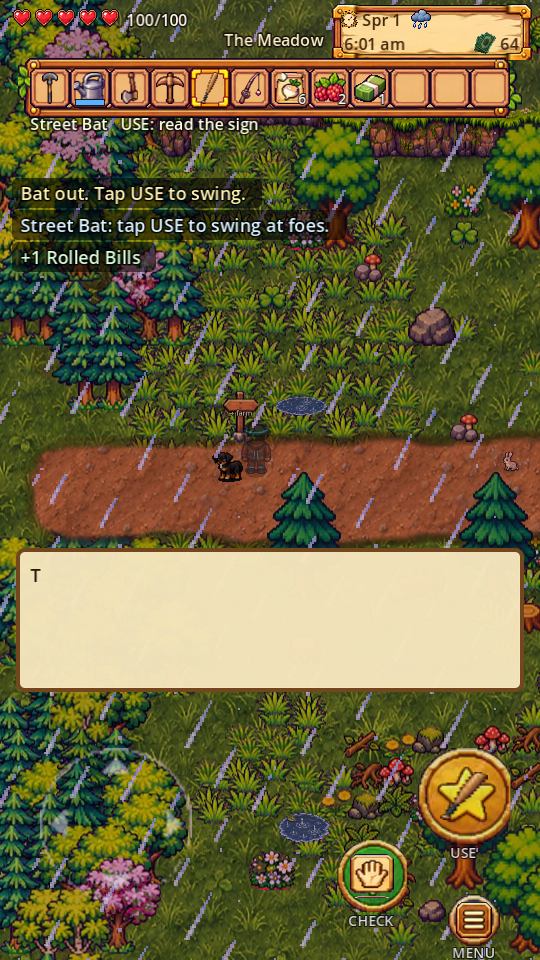 100/100
Spr 1
The Meadow
6:01 am
64
6
2
1
Street Bat USE: read the sign
Bat out. Tap USE to swing.
Street Bat: tap USE to swing at foes.
+1 Rolled Bills
farm
T
USE
CHECK
MENU